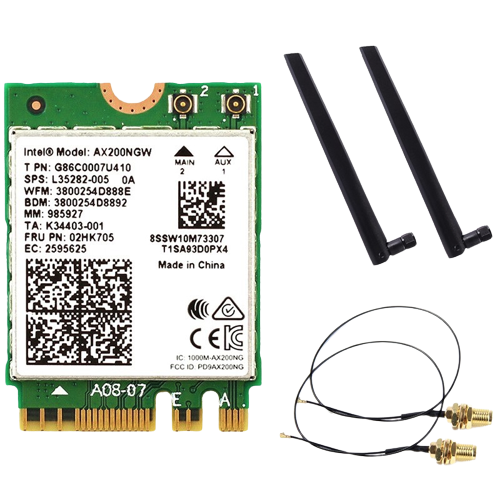 2 1
Intel® Model: AX200NGW
T PN: G86C0007U410
SPS: L35282-005 0A
WFM: 3800254D888E
BDM: 3800254D8892
MM: 985927
TA: K34403-001
FRU PN: 02HK705
EC: 2595625
MAIN AUX
2 1
8SSW10M73307
T1SA93D0PX4
Made in China
CE
IC: 1000M-AX200NG
FCC ID: PD9AX200NG
A08-07 E A